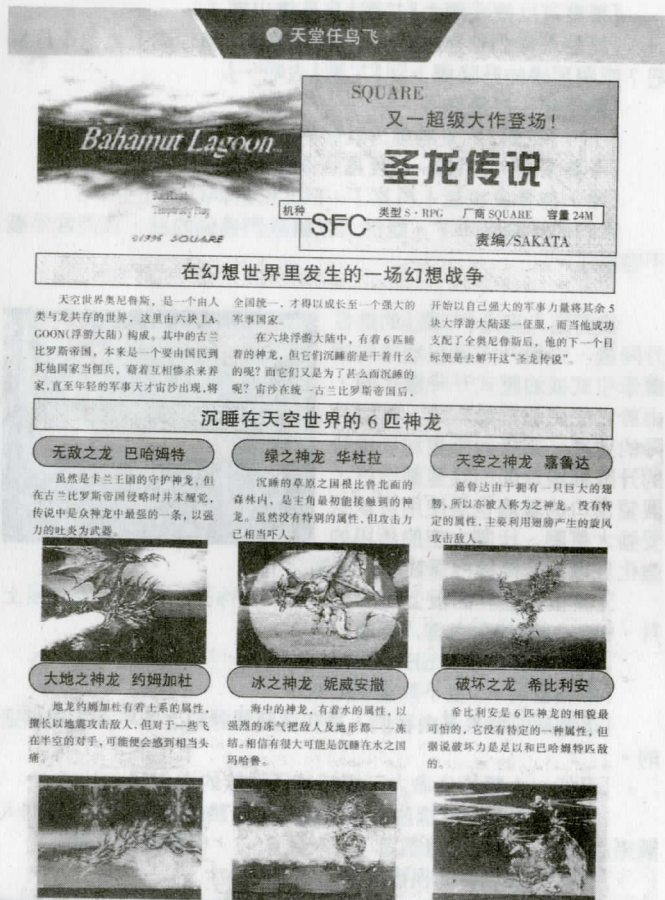 ● 天堂任鸟飞
Bahamut Lagoon
©1996 SQUARE
SQUARE
又一超级大作登场!
圣龙传说
机种 SFC 类型 S·RPG 厂商 SQUARE 容量 24M
责编/SAKATA
在幻想世界里发生的一场幻想战争
天空世界奥尼鲁斯,是一个由人
类与龙共存的世界,这里由六块 LA-
GOON(浮游大陆)构成。其中的古兰
比罗斯帝国,本来是一个要由国民到
其他国家当佣兵,藉着互相惨杀来养
家,直至年轻的军事天才宙沙出现,将
全国统一,才得以成长至一个强大的
军事国家。
在六块浮游大陆中,有着6匹睡
着的神龙,但它们沉睡前是干着什么
的呢?而它们又是为了甚么而沉睡的
呢?宙沙在统一古兰比罗斯帝国后,
开始以自己强大的军事力量将其余5
块大浮游大陆逐一征服,而当他成功
支配了全奥尼鲁斯后,他的下一个目
标便是去解开这“圣龙传说”。
沉睡在天空世界的 6 匹神龙
无敌之龙 巴哈姆特
虽然是卡兰王国的守护神龙,但
在古兰比罗斯帝国侵略时并未醒觉,
传说中是众神龙中最强的一条,以强
力的吐炎为武器。
绿之神龙 华杜拉
沉睡的草原之国根比鲁北面的
森林内,是主角最初能接触到的神
龙。虽然没有特别的属性,但攻击力
已相当吓人。
天空之神龙 嘉鲁达
嘉鲁达由于拥有一只巨大的翅
膀,所以亦被人称为之神龙。没有特
定的属性,主要利用翅膀产生的旋风
攻击敌人。
大地之神龙 约姆加杜
地龙约姆加杜有着土系的属性,
擅长以地震攻击敌人,但对于一些飞
在半空的对手,可能便会感到相当头
痛。
冰之神龙 妮威安撒
海中的神龙,有着水的属性,以
强烈的冻气把敌人及地形都一一冻
结。相信有很大可能是沉睡在水之国
玛哈鲁。
破坏之龙 希比利安
希比利安是6匹神龙的相貌最
可怕的,它没有特定的一种属性,但
据说破坏力是足以和巴哈姆特匹敌
的。